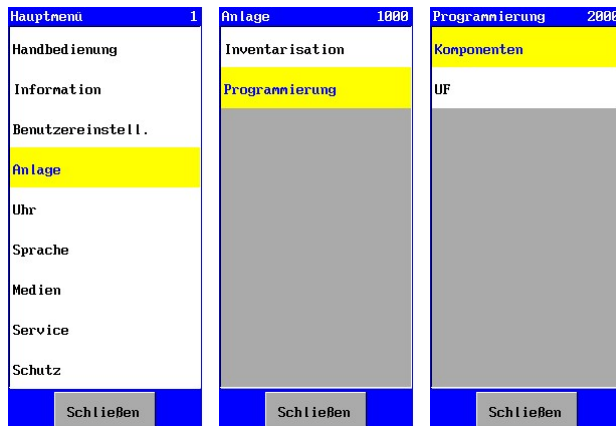 Hauptmenü 1
Handbedienung
Information
Benutzereinstell.
Anlage
Uhr
Sprache
Medien
Service
Schutz
Schließen
Anlage 1000
Inventarisation
Programmierung
Schließen
Programmierung 2000
Komponenten
UF
Schließen